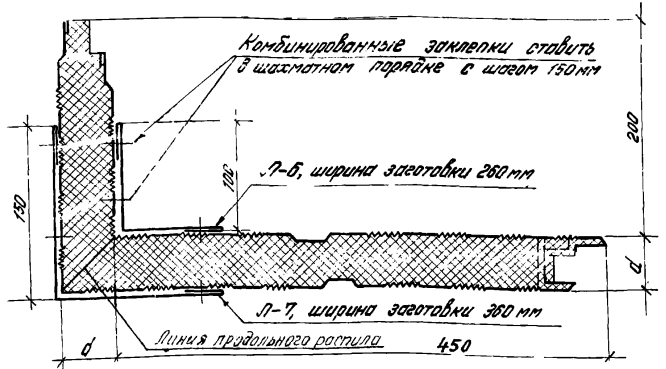 Комбинированные заклепки ставить
в шахматном порядке с шагом 150 мм
200
150
100
Л-6, ширина заготовки 260 мм
d
Л-7, ширина заготовки 360 мм
Линия продольного распила
d
450